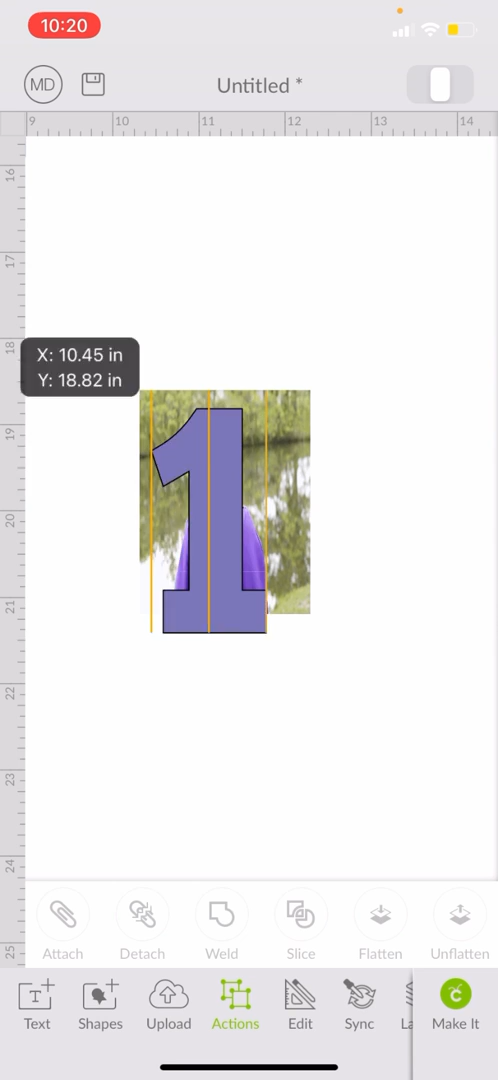 10:20
MD
Untitled *
9 10 11 12 13 14
16
17
18
X: 10.45 in
Y: 18.82 in
19
1
20
21
22
23
24
25
Attach Detach Weld Slice Flatten Unflatten
Text Shapes Upload Actions Edit Sync La Make It